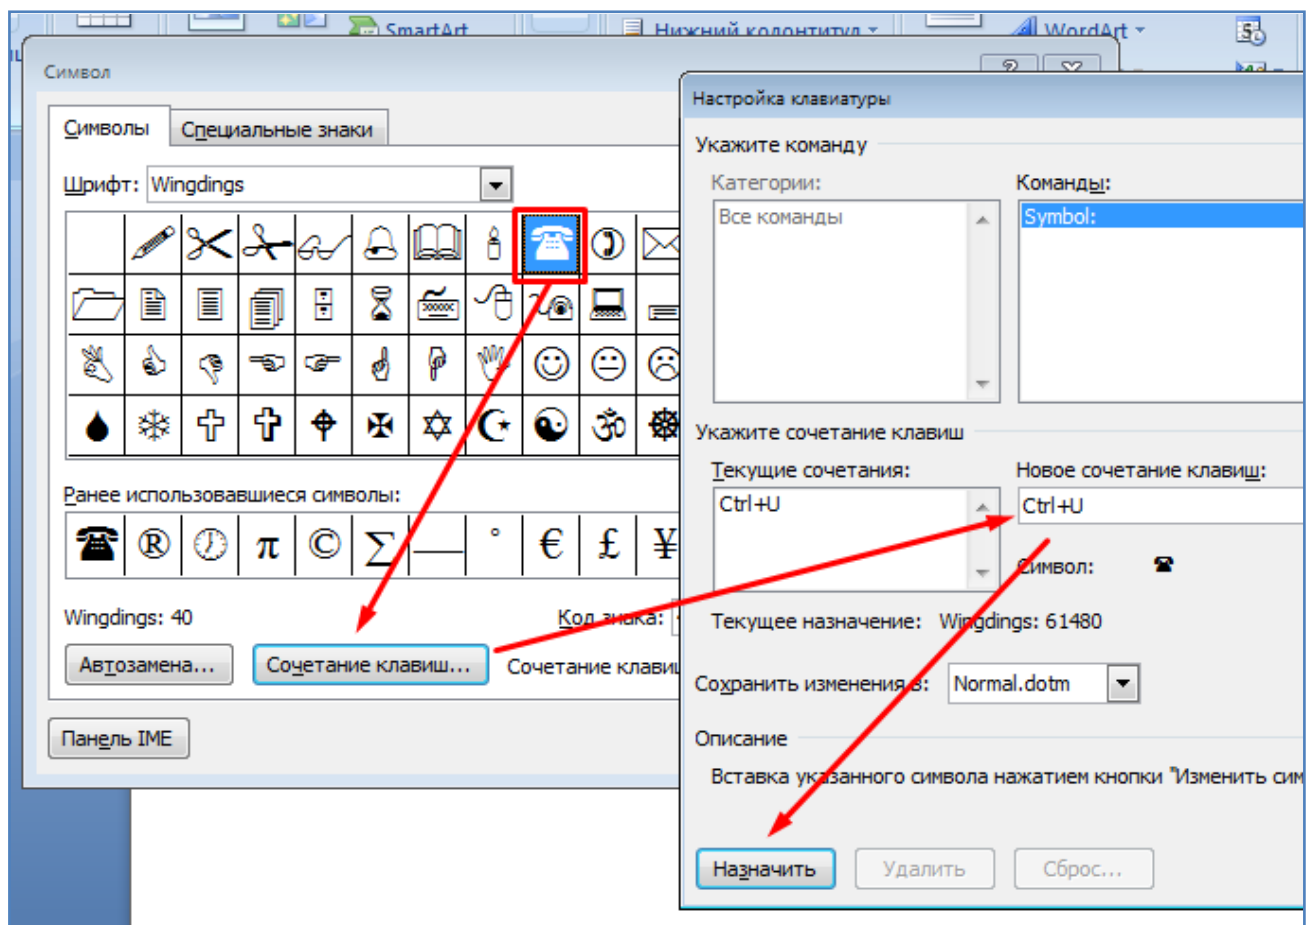 SmartArt
Нижний колонтитул
WordArt
Символ
Символы
Специальные знаки
Шрифт: Wingdings
Ранее использовавшиеся символы:
® π © ∑ — ° € £ ¥
Wingdings: 40
Код знака:
Автозамена...
Сочетание клавиш...
Сочетание
Панель IME
Настройка клавиатуры
Укажите команду
Категории:
Команды:
Все команды
Symbol:
Укажите сочетание клавиш
Текущие сочетания:
Новое сочетание клавиш:
Ctrl+U
Ctrl+U
Символ:
Текущее назначение: Wingdings: 61480
Сохранить изменения в:
Normal.dotm
Описание
Вставка указанного символа нажатием кнопки "Изменить
Назначить
Удалить
Сброс...